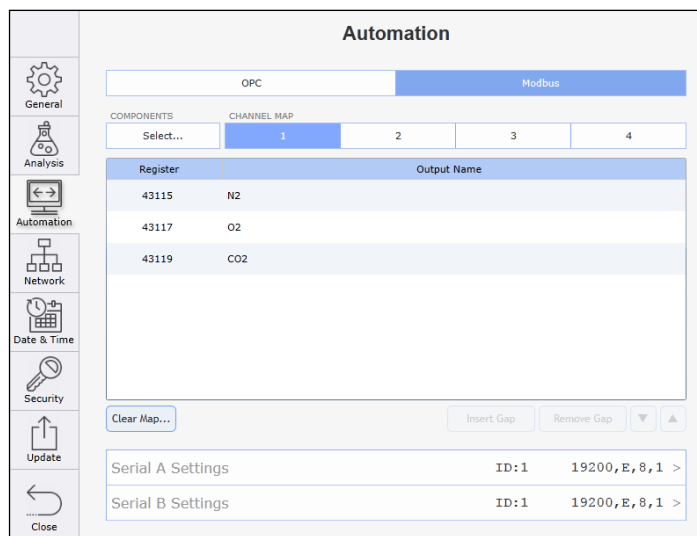 Automation
General
Analysis
Automation
Network
Date & Time
Security
Update
Close
OPC Modbus
COMPONENTS CHANNEL MAP
Select... 1 2 3 4
Register Output Name
43115 N2
43117 O2
43119 CO2
Clear Map... Insert Gap Remove Gap
Serial A Settings ID:1 19200,E,8,1 >
Serial B Settings ID:1 19200,E,8,1 >